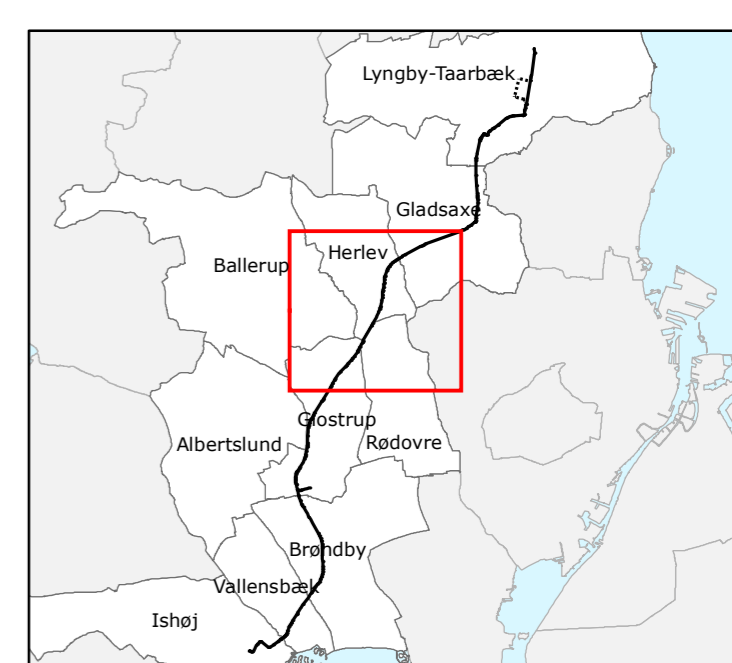 Lyngby-Taarbæk
Gladsaxe
Herlev
Ballerup
Glostrup
Albertslund
Rødovre
Brøndby
Vallensbæk
Ishøj